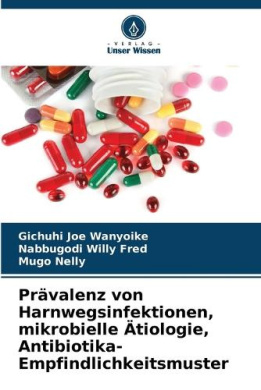 VERLAG
Unser Wissen
Gichuhi Joe Wanyoike
Nabbugodi Willy Fred
Mugo Nelly
Prävalenz von
Harnwegsinfektionen,
mikrobielle Ätiologie,
Antibiotika-
Empfindlichkeitsmuster